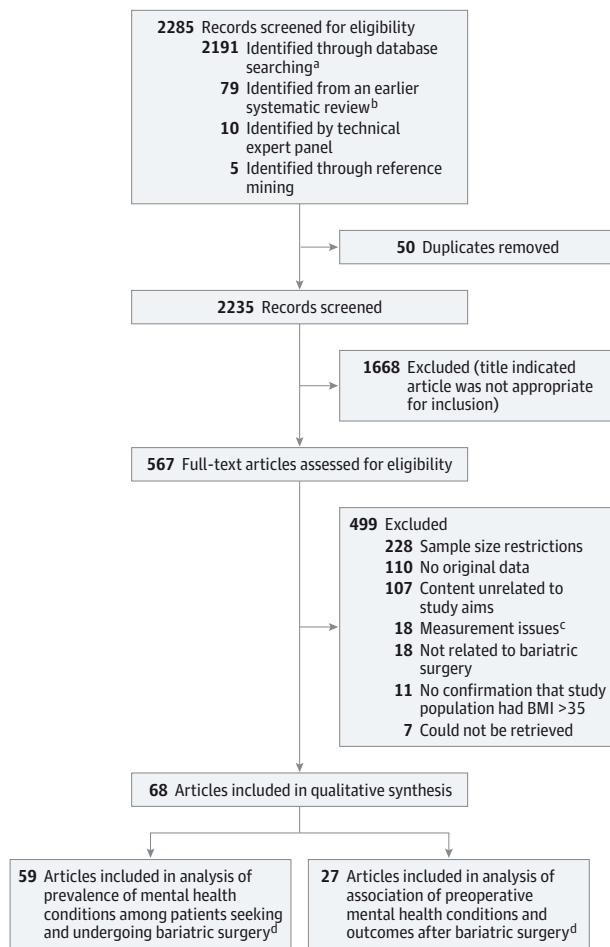 2285 Records screened for eligibility
2191 Identified through database
searching a
79 Identified from an earlier
systematic review b
10 Identified by technical
expert panel
5 Identified through reference
mining
50 Duplicates removed
2235 Records screened
1668 Excluded (title indicated
article was not appropriate
for inclusion)
567 Full-text articles assessed for eligibility
499 Excluded
228 Sample size restrictions
110 No original data
107 Content unrelated to
study aims
18 Measurement issues c
18 Not related to bariatric
surgery
11 No confirmation that study
population had BMI >35
7 Could not be retrieved
68 Articles included in qualitative synthesis
59 Articles included in analysis of
prevalence of mental health
conditions among patients seeking
and undergoing bariatric surgery d
27 Articles included in analysis of
association of preoperative
mental health conditions and
outcomes after bariatric surgery d